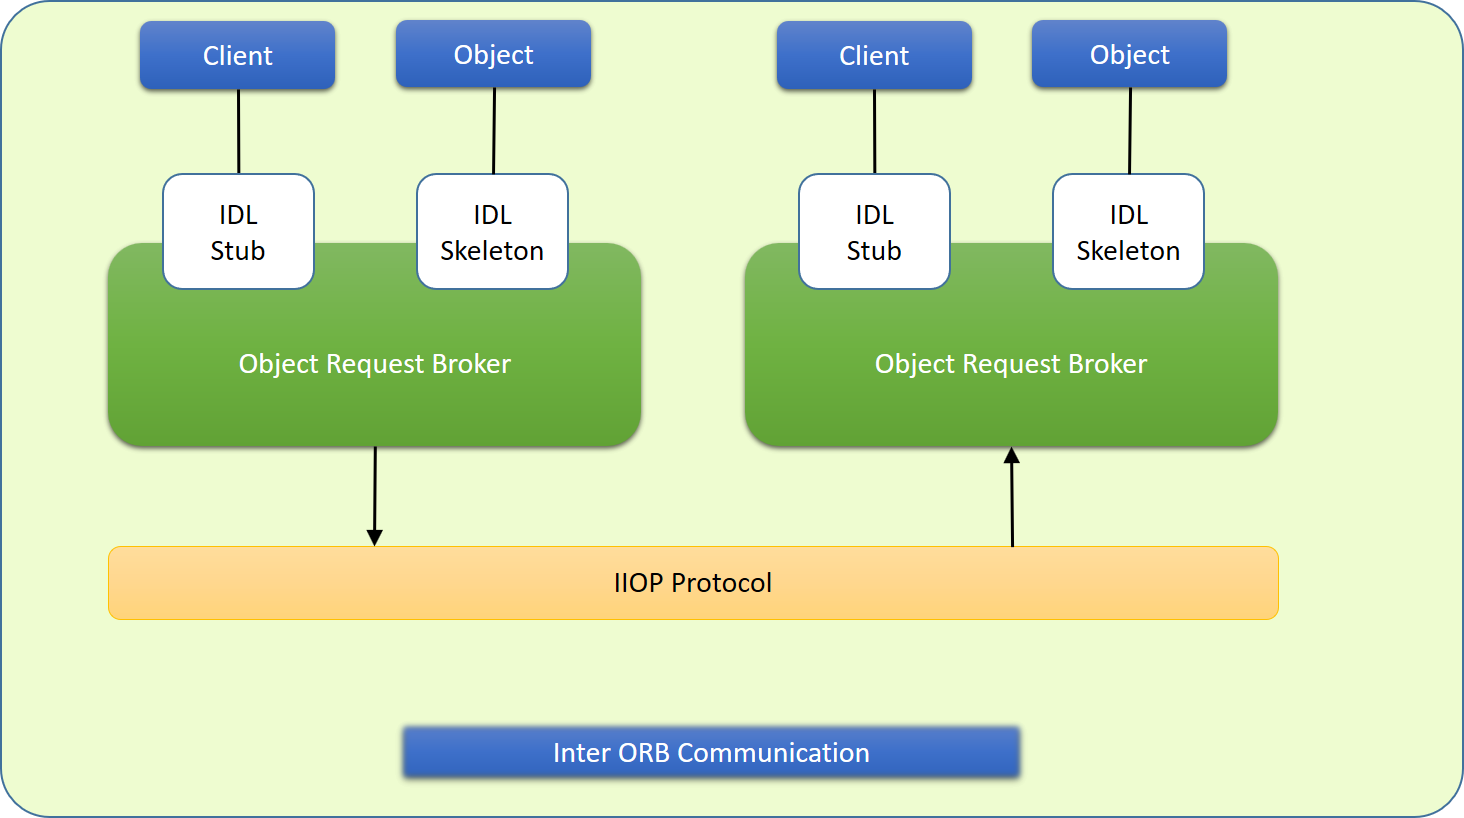 Client
Object
Client
Object
IDL
Stub
IDL
Skeleton
IDL
Stub
IDL
Skeleton
Object Request Broker
Object Request Broker
IIOP Protocol
Inter ORB Communication